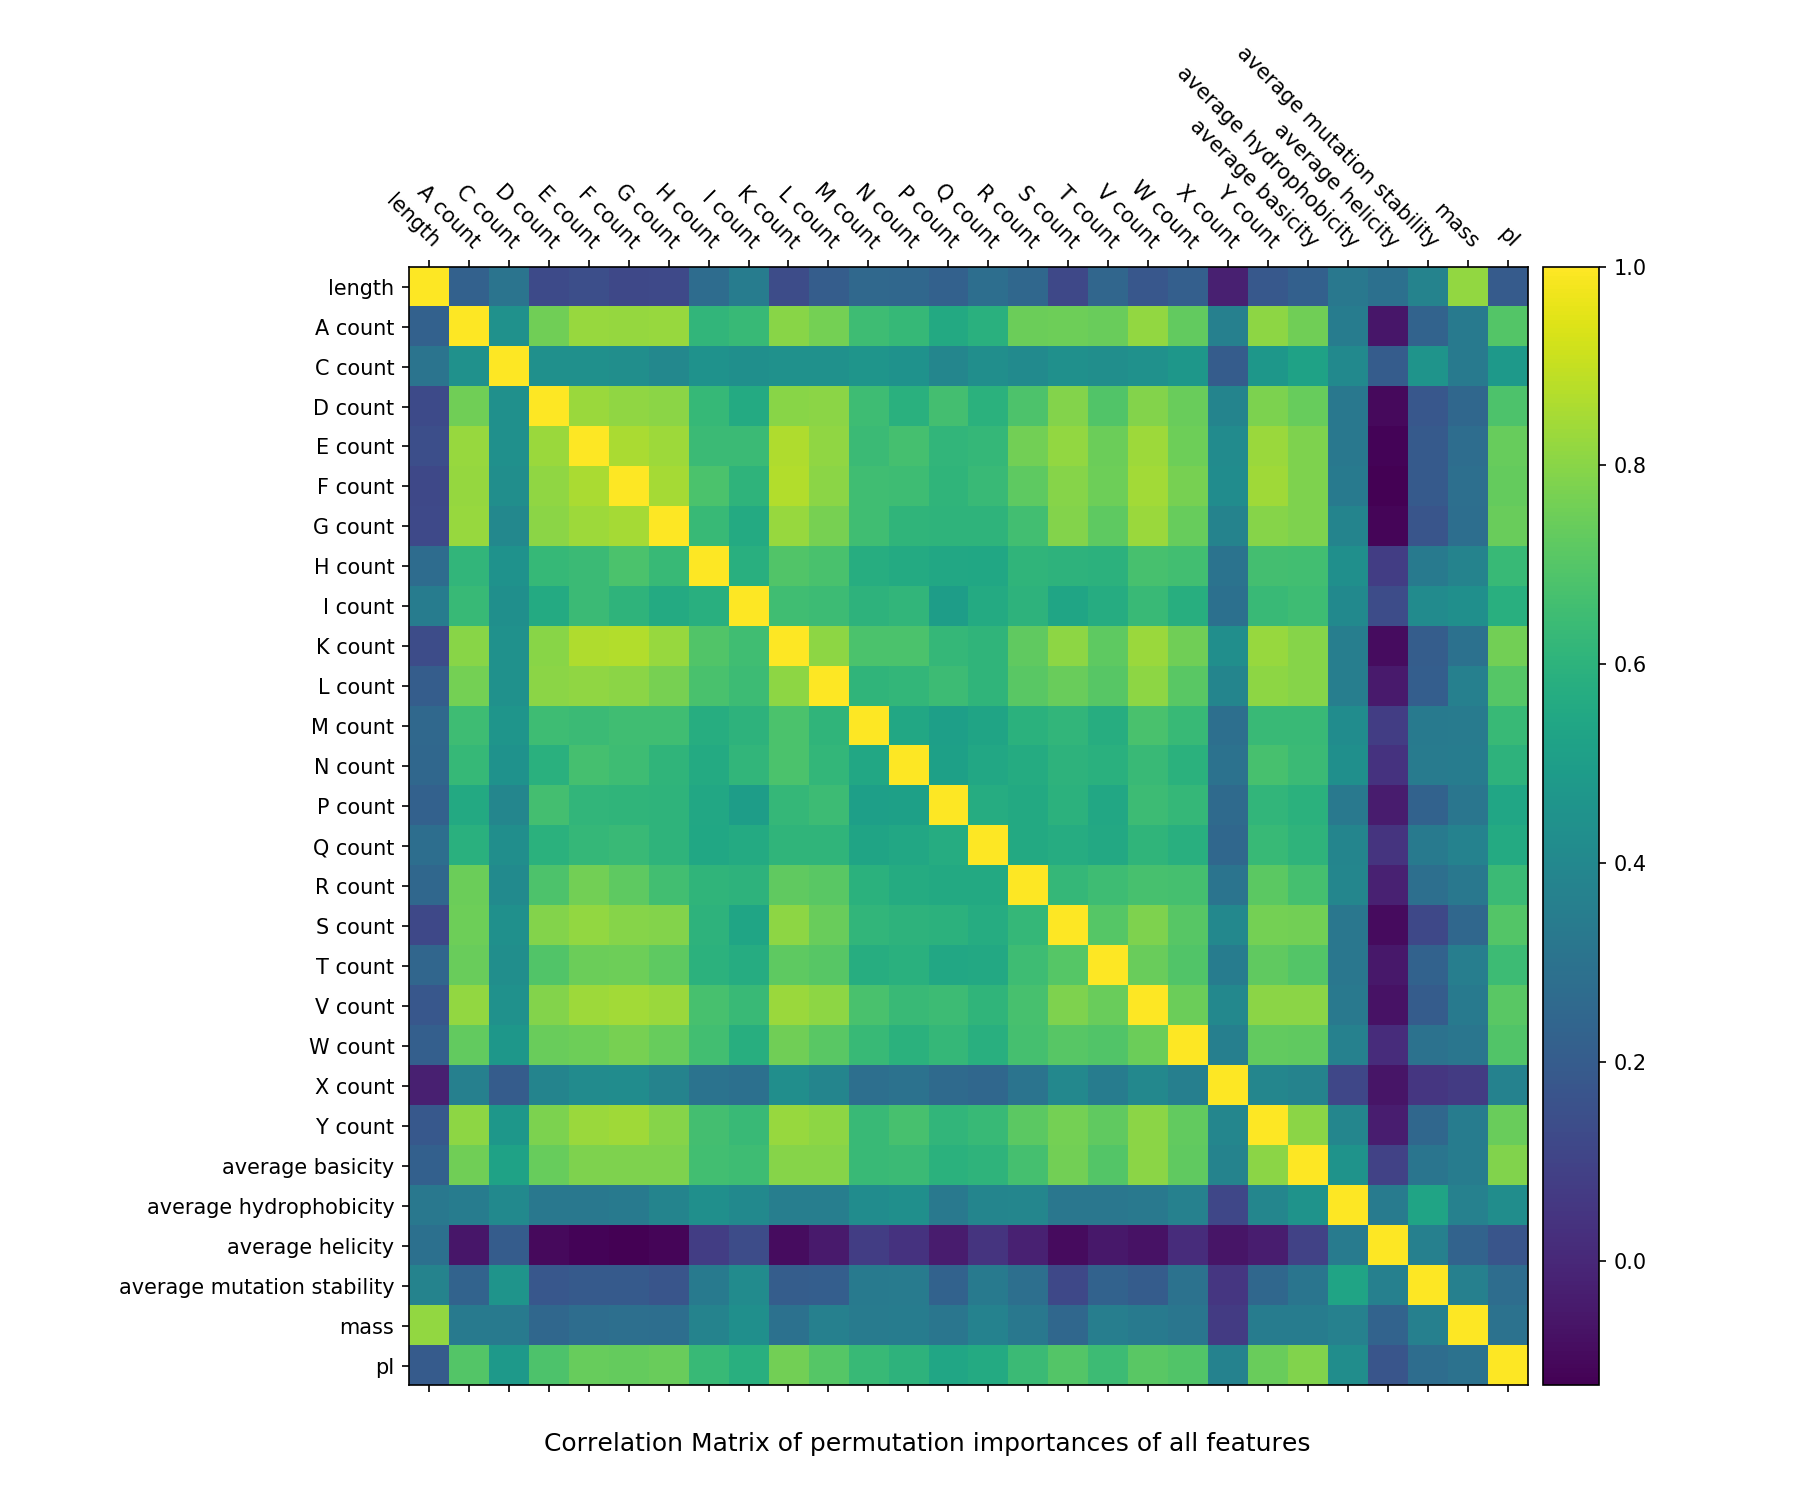 length
A count
C count
D count
E count
F count
G count
H count
I count
K count
L count
M count
N count
P count
Q count
R count
S count
T count
V count
W count
X count
Y count
average basicity
average hydrophobicity
average helicity
average mutation stability
mass
pI
length
A count
C count
D count
E count
F count
G count
H count
I count
K count
L count
M count
N count
P count
Q count
R count
S count
T count
V count
W count
X count
Y count
average basicity
average hydrophobicity
average helicity
average mutation stability
mass
pI
1.0
0.8
0.6
0.4
0.2
0.0
Correlation Matrix of permutation importances of all features